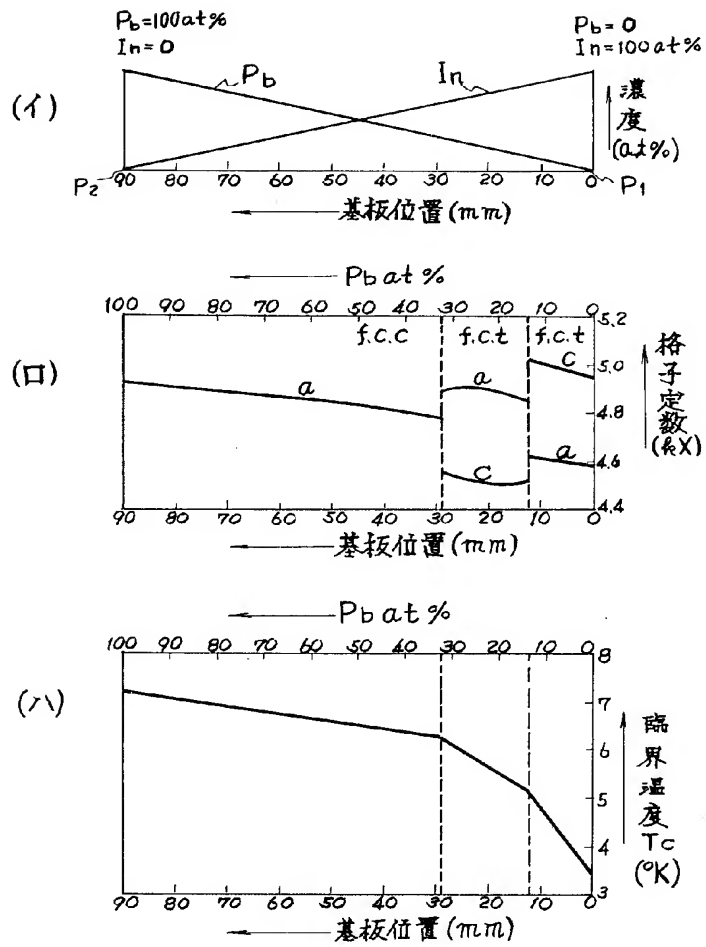 Pb=100at%
In=0
Pb=0
In=100at%
(イ)
Pb
In
濃度
(at%)
P2
P1
90 80 70 60 50 40 30 20 10 0
基板位置(mm)
Pb at %
100 90 80 70 60 50 40 30 20 10 0
f.c.c f.c.t f.c.t
(ロ)
a
a
c
c
a
5.2
5.0
4.8
4.6
4.4
格子定数
(kX)
90 80 70 60 50 40 30 20 10 0
基板位置(mm)
Pb at %
100 90 80 70 60 50 40 30 20 10 0
(ハ)
8
7
6
5
4
3
臨界温度
Tc
(°K)
90 80 70 60 50 40 30 20 10 0
基板位置(mm)